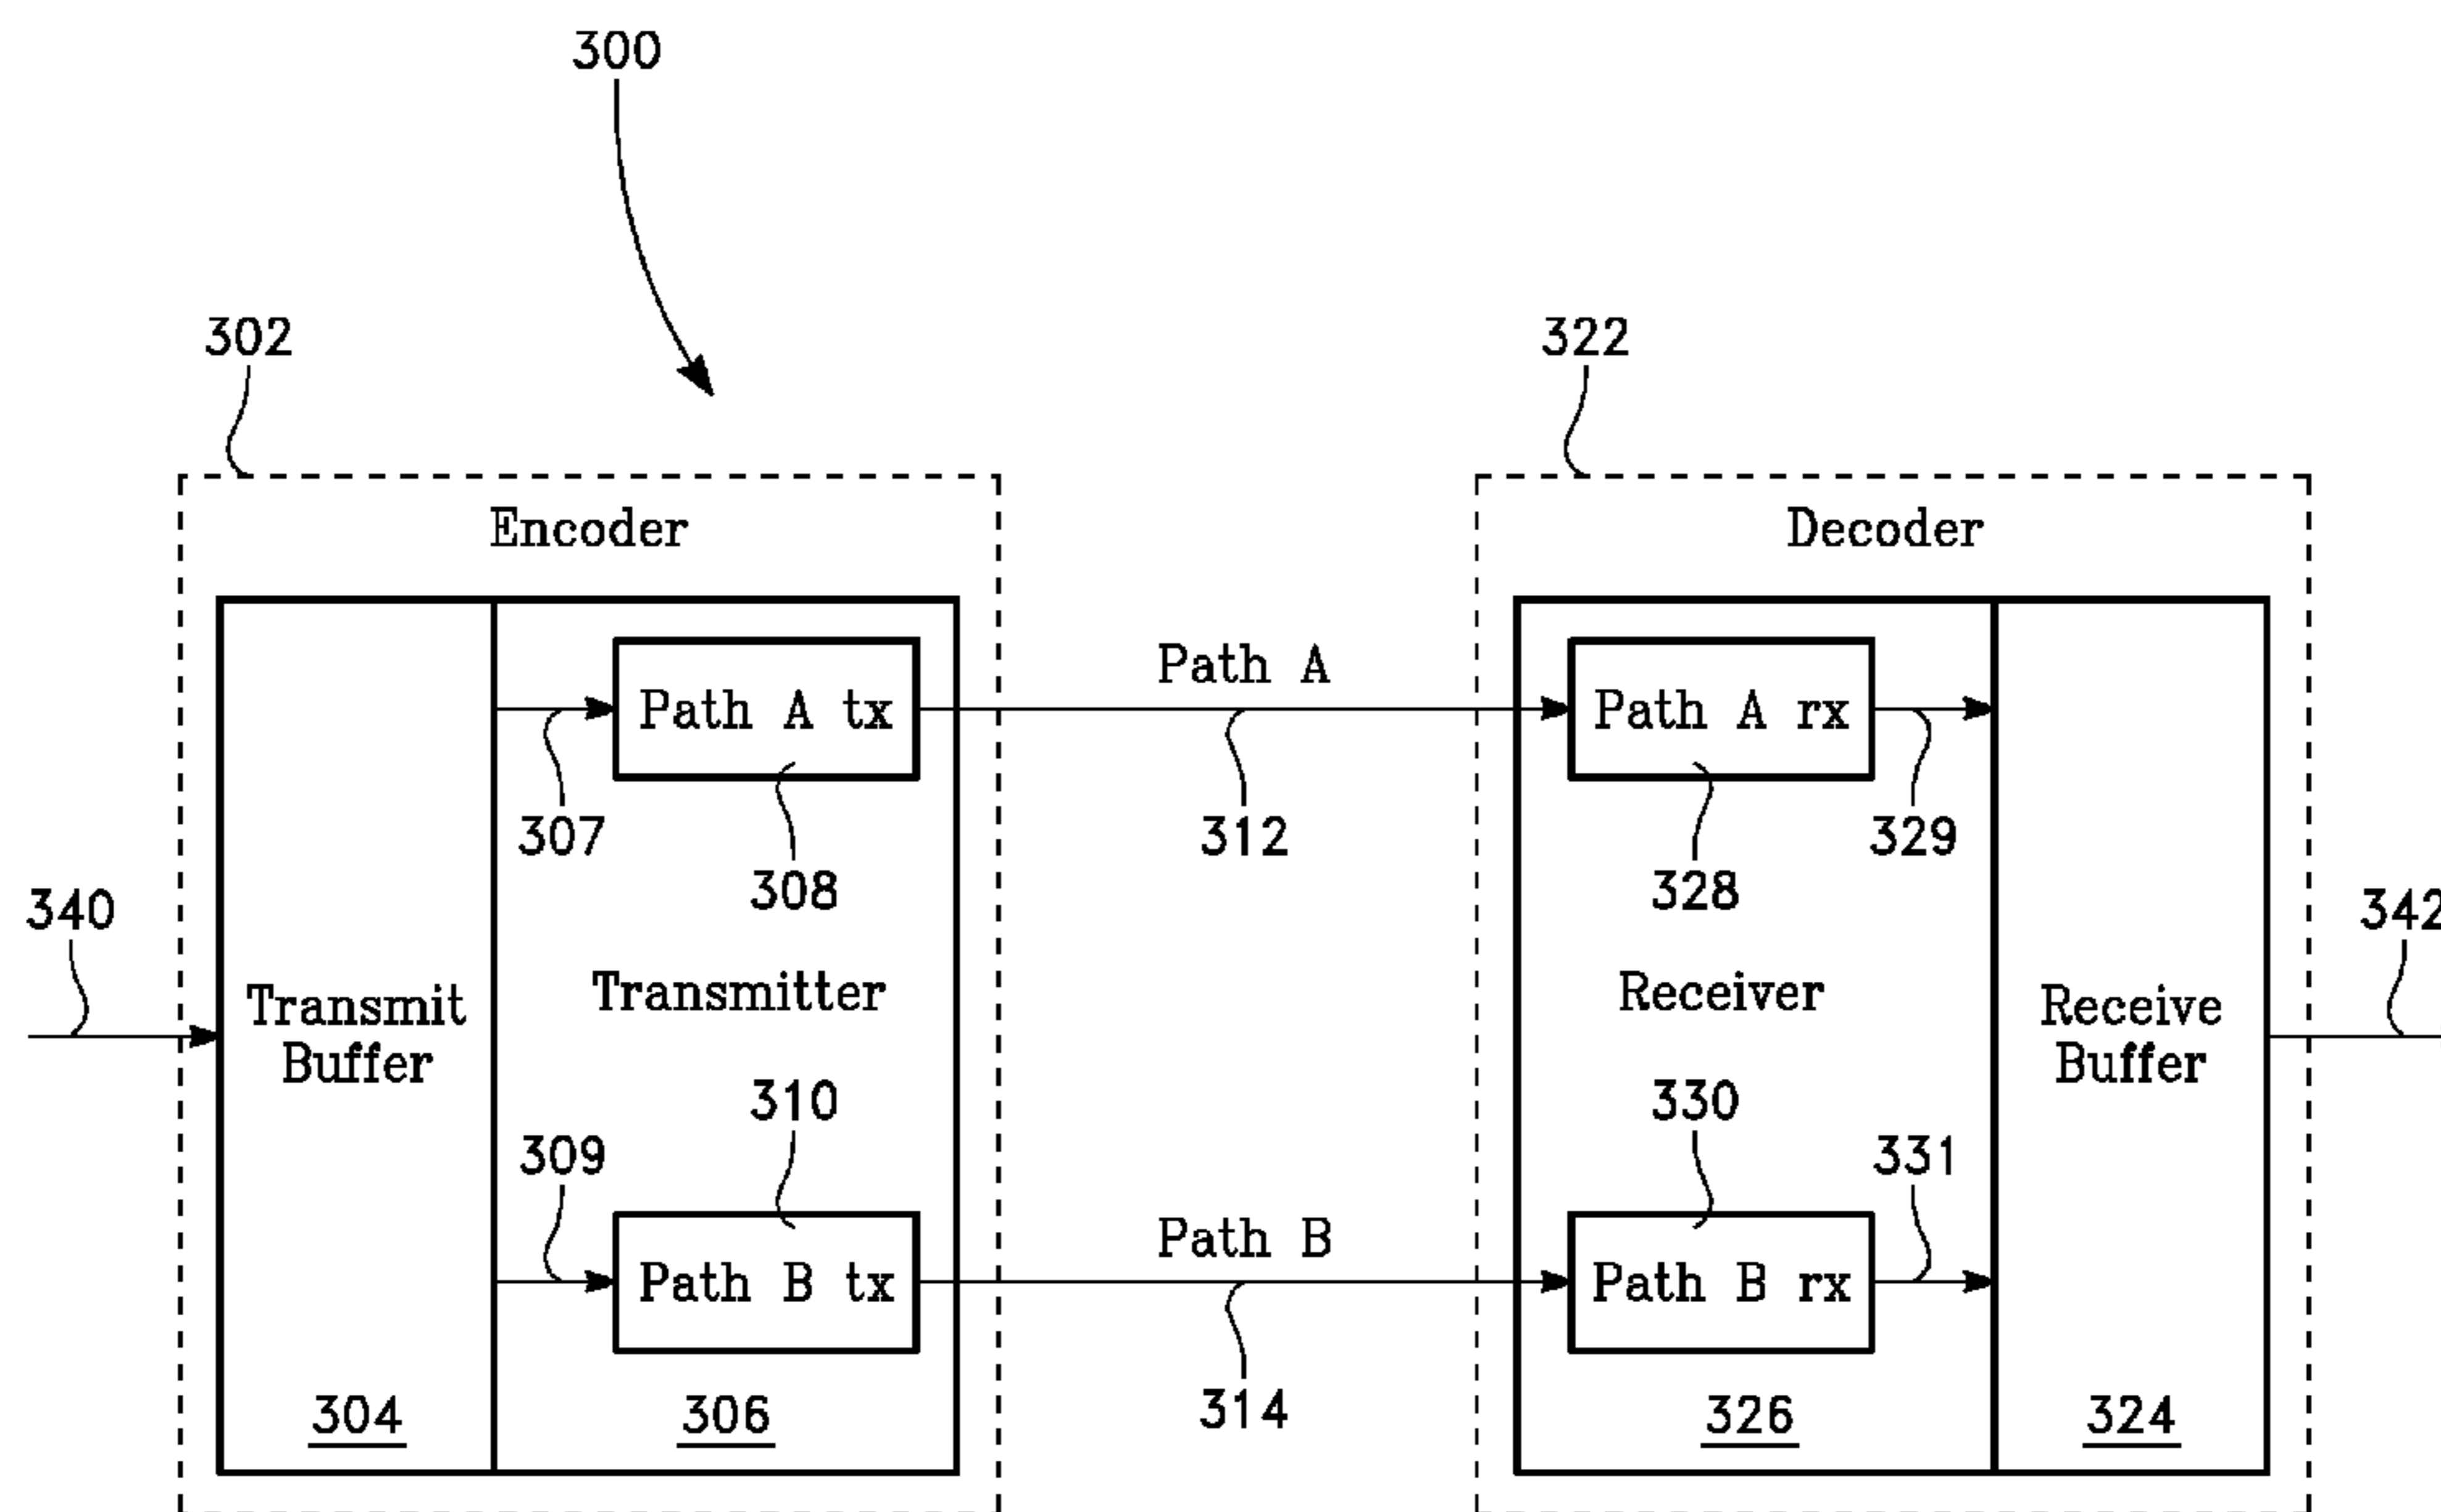 300
302
322
Encoder
Decoder
Path A
Path A tx
Path A rx
307
312
329
308
328
340
342
Transmitter
Receiver
Transmit
Buffer
Receive
Buffer
310
330
309
331
Path B
Path B tx
Path B rx
314
304
306
326
324